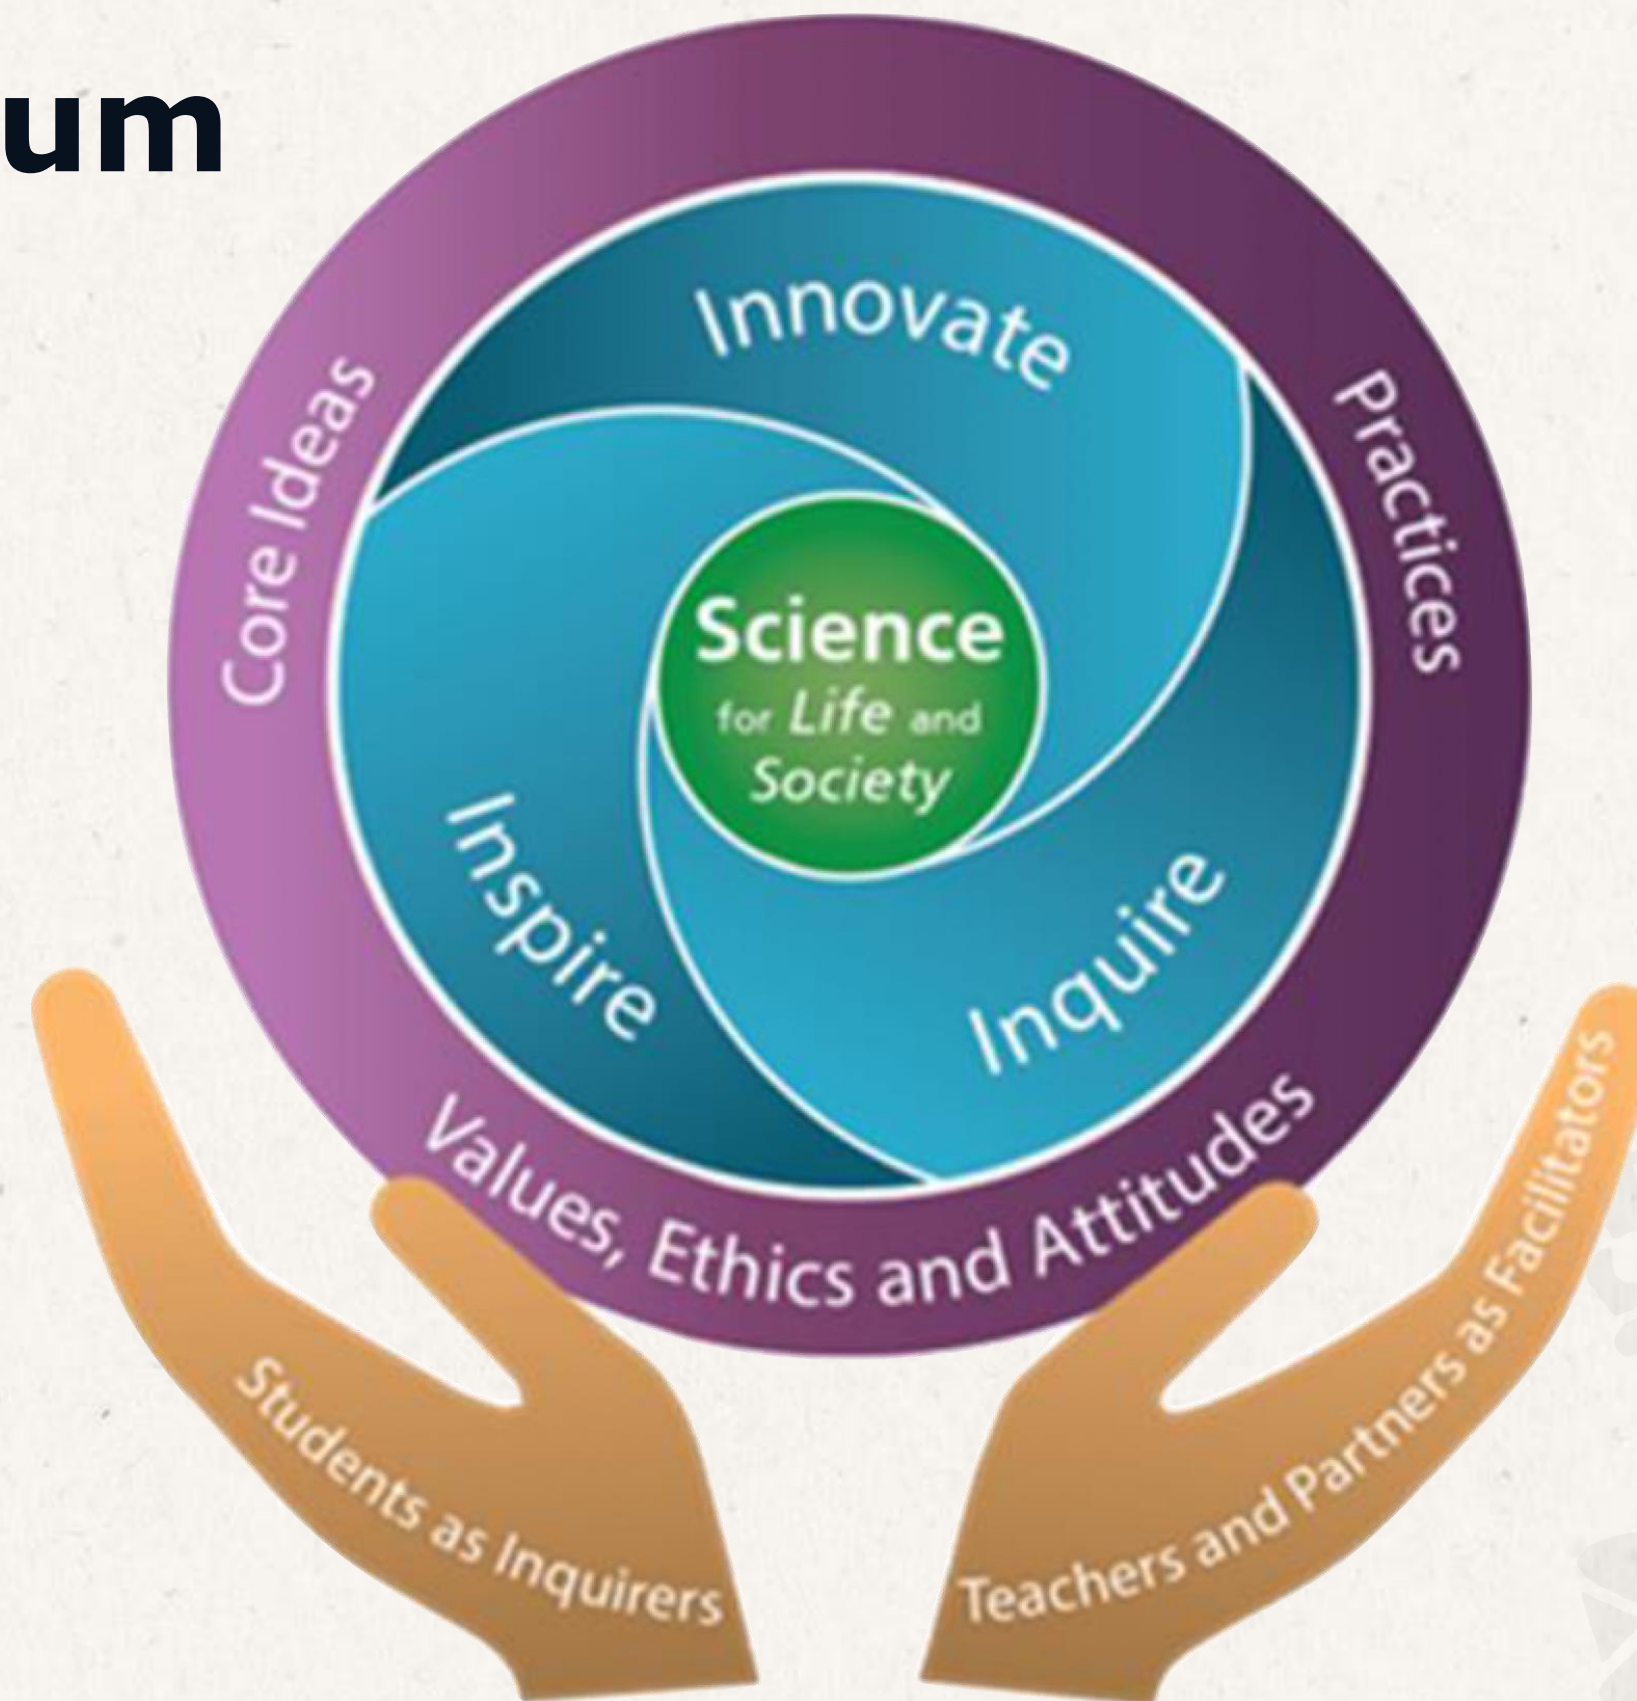 um
Innovate
Core Ideas
Practices
Science
for Life and
Society
Inspire
Inquire
Values, Ethics and Attitudes
Students as Inquirers
Teachers and Partners as Facilitators